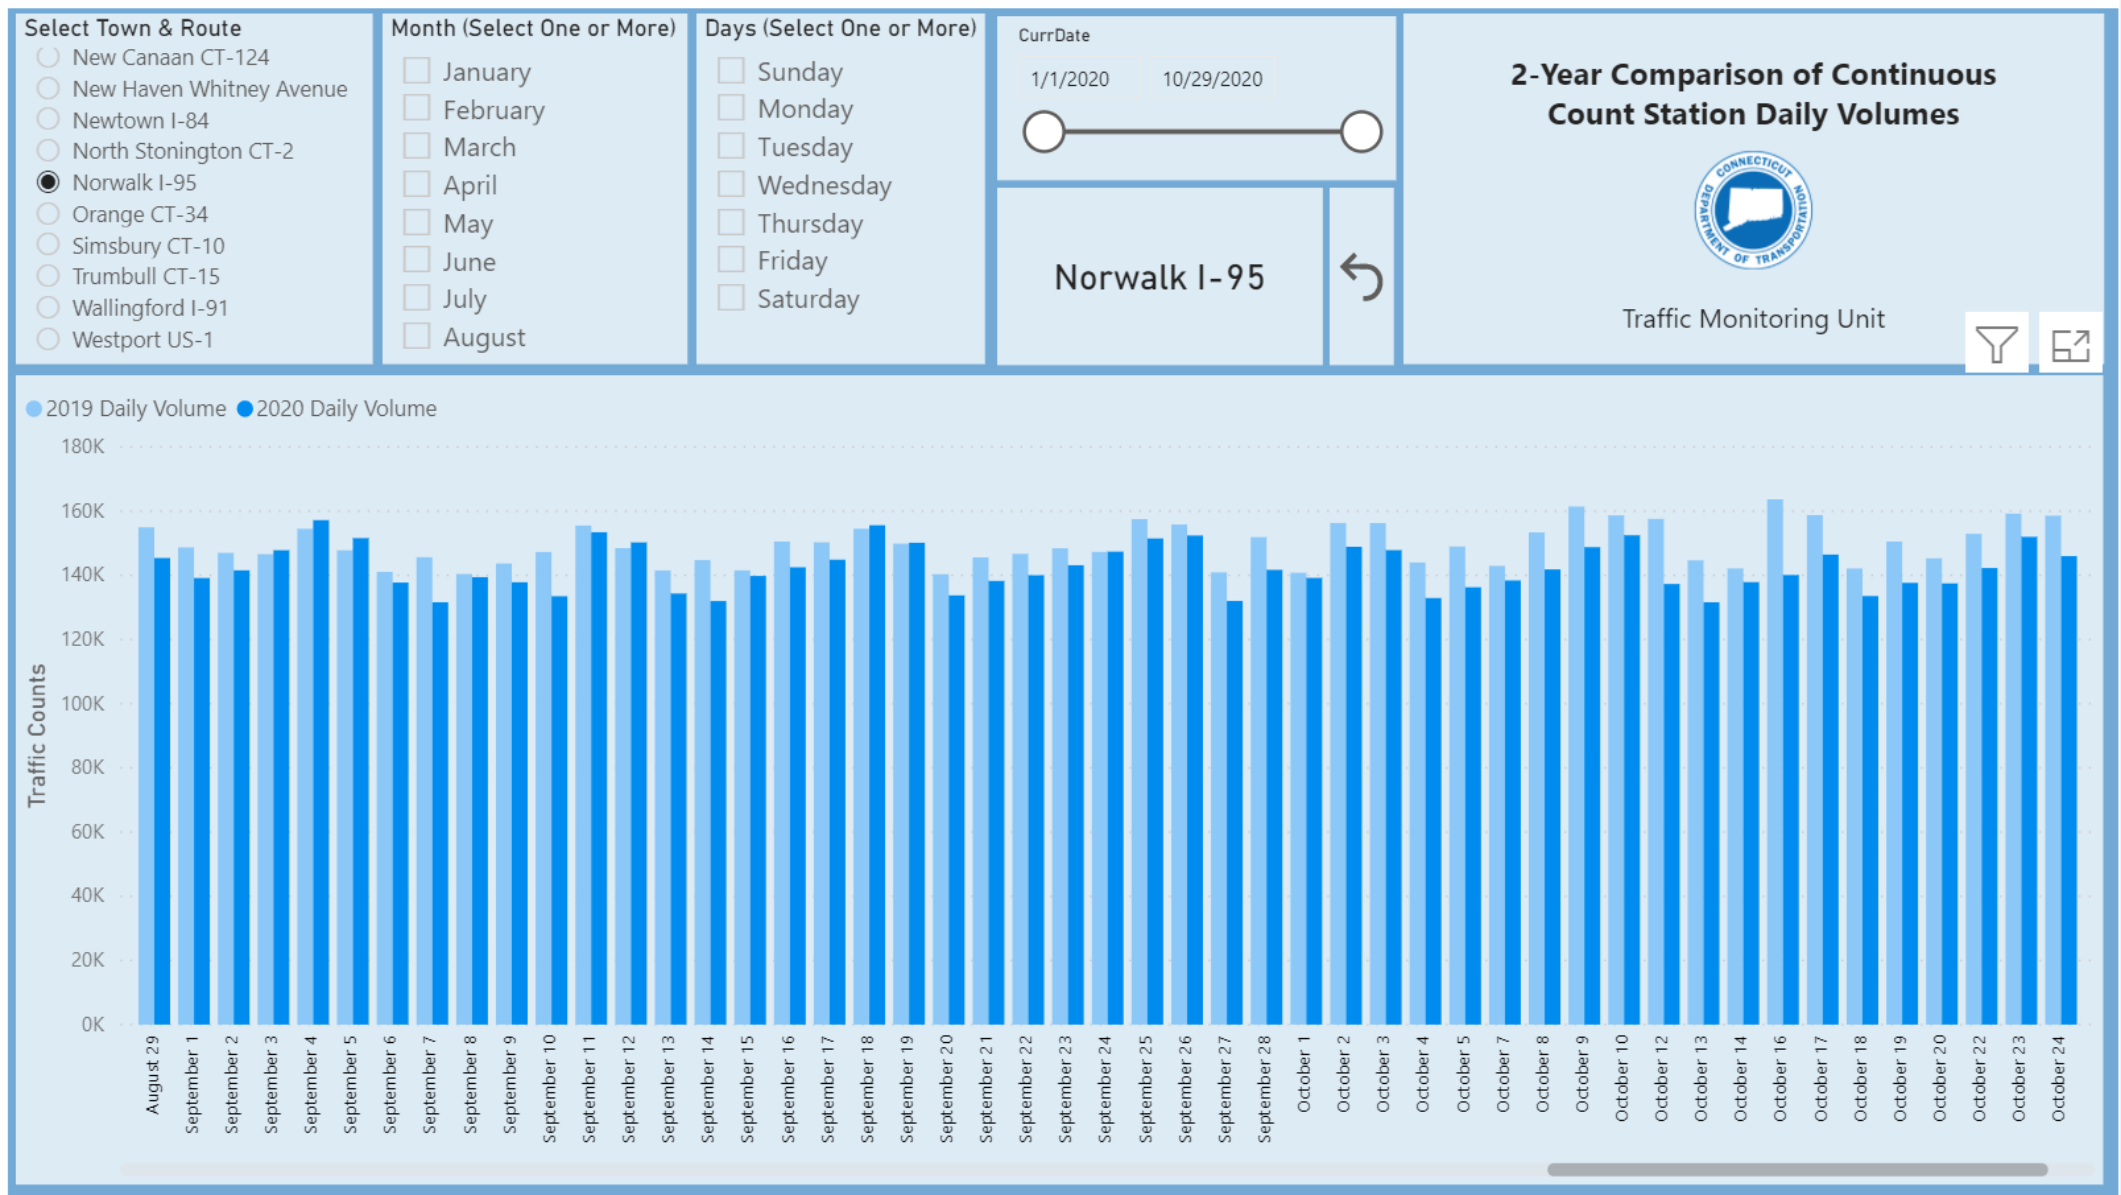 Select Town & Route
New Canaan CT-124
New Haven Whitney Avenue
Newtown I-84
North Stonington CT-2
Norwalk I-95
Orange CT-34
Simsbury CT-10
Trumbull CT-15
Wallingford I-91
Westport US-1
Month (Select One or More)
January
February
March
April
May
June
July
August
Days (Select One or More)
Sunday
Monday
Tuesday
Wednesday
Thursday
Friday
Saturday
CurrDate
1/1/2020
10/29/2020
Norwalk I-95
2-Year Comparison of Continuous
Count Station Daily Volumes
CONNECTICUT
DEPARTMENT OF TRANSPORTATION
Traffic Monitoring Unit
2019 Daily Volume
2020 Daily Volume
Traffic Counts
180K
160K
140K
120K
100K
80K
60K
40K
20K
0K
August 29
September 1
September 2
September 3
September 4
September 5
September 6
September 7
September 8
September 9
September 10
September 11
September 12
September 13
September 14
September 15
September 16
September 17
September 18
September 19
September 20
September 21
September 22
September 23
September 24
September 25
September 26
September 27
September 28
October 1
October 2
October 3
October 4
October 5
October 7
October 8
October 9
October 10
October 12
October 13
October 14
October 16
October 17
October 18
October 19
October 20
October 22
October 23
October 24